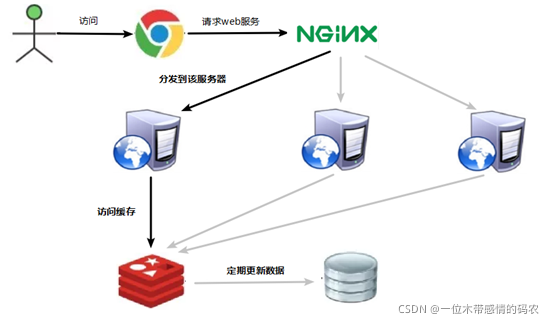 访问
请求web服务
NGINX
分发到该服务器
访问缓存
定期更新数据
CSDN @一位木带感情的码农